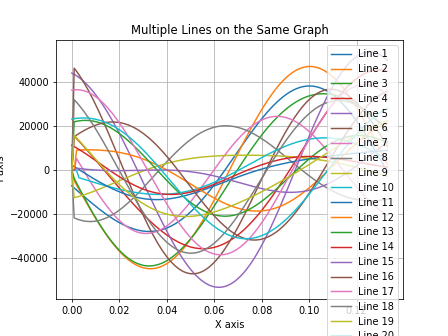 Multiple Lines on the Same Graph
40000
20000
0
−20000
−40000
0.00
0.02
0.04
0.06
0.08
0.10
X axis
Line 1
Line 2
Line 3
Line 4
Line 5
Line 6
Line 7
Line 8
Line 9
Line 10
Line 11
Line 12
Line 13
Line 14
Line 15
Line 16
Line 17
Line 18
Line 19
Line 20